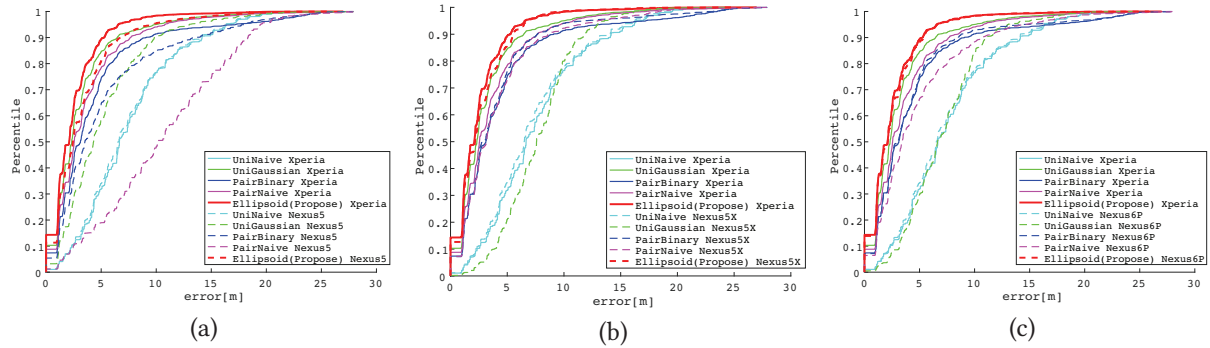 1
0.9
0.8
0.7
0.6
0.5
0.4
0.3
0.2
0.1
0
Percentile
0 5 10 15 20 25 30
error[m]
UniNaive Xperia
UniGaussian Xperia
PairBinary Xperia
PairNaive Xperia
Ellipsoid(Propose) Xperia
UniNaive Nexus5
UniGaussian Nexus5
PairBinary Nexus5
PairNaive Nexus5
Ellipsoid(Propose) Nexus5
(a)
1
0.9
0.8
0.7
0.6
0.5
0.4
0.3
0.2
0.1
0
Percentile
0 5 10 15 20 25 30
error[m]
UniNaive Xperia
UniGaussian Xperia
PairBinary Xperia
PairNaive Xperia
Ellipsoid(Propose) Xperia
UniNaive Nexus5X
UniGaussian Nexus5X
PairBinary Nexus5X
PairNaive Nexus5X
Ellipsoid(Propose) Nexus5X
(b)
1
0.9
0.8
0.7
0.6
0.5
0.4
0.3
0.2
0.1
0
Percentile
0 5 10 15 20 25 30
error[m]
UniNaive Xperia
UniGaussian Xperia
PairBinary Xperia
PairNaive Xperia
Ellipsoid(Propose) Xperia
UniNaive Nexus6P
UniGaussian Nexus6P
PairBinary Nexus6P
PairNaive Nexus6P
Ellipsoid(Propose) Nexus6P
(c)